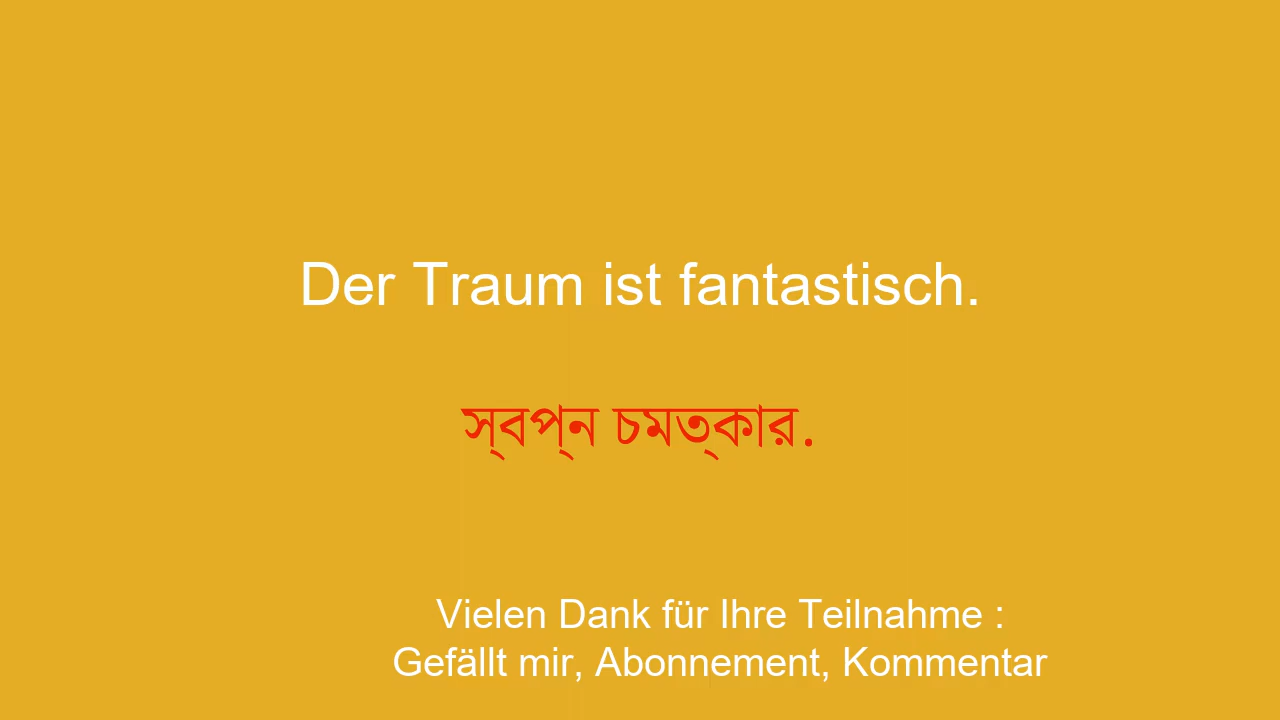 Der Traum ist fantastisch.
স্বপ্ন চমত্কার.
Vielen Dank für Ihre Teilnahme :
Gefällt mir, Abonnement, Kommentar